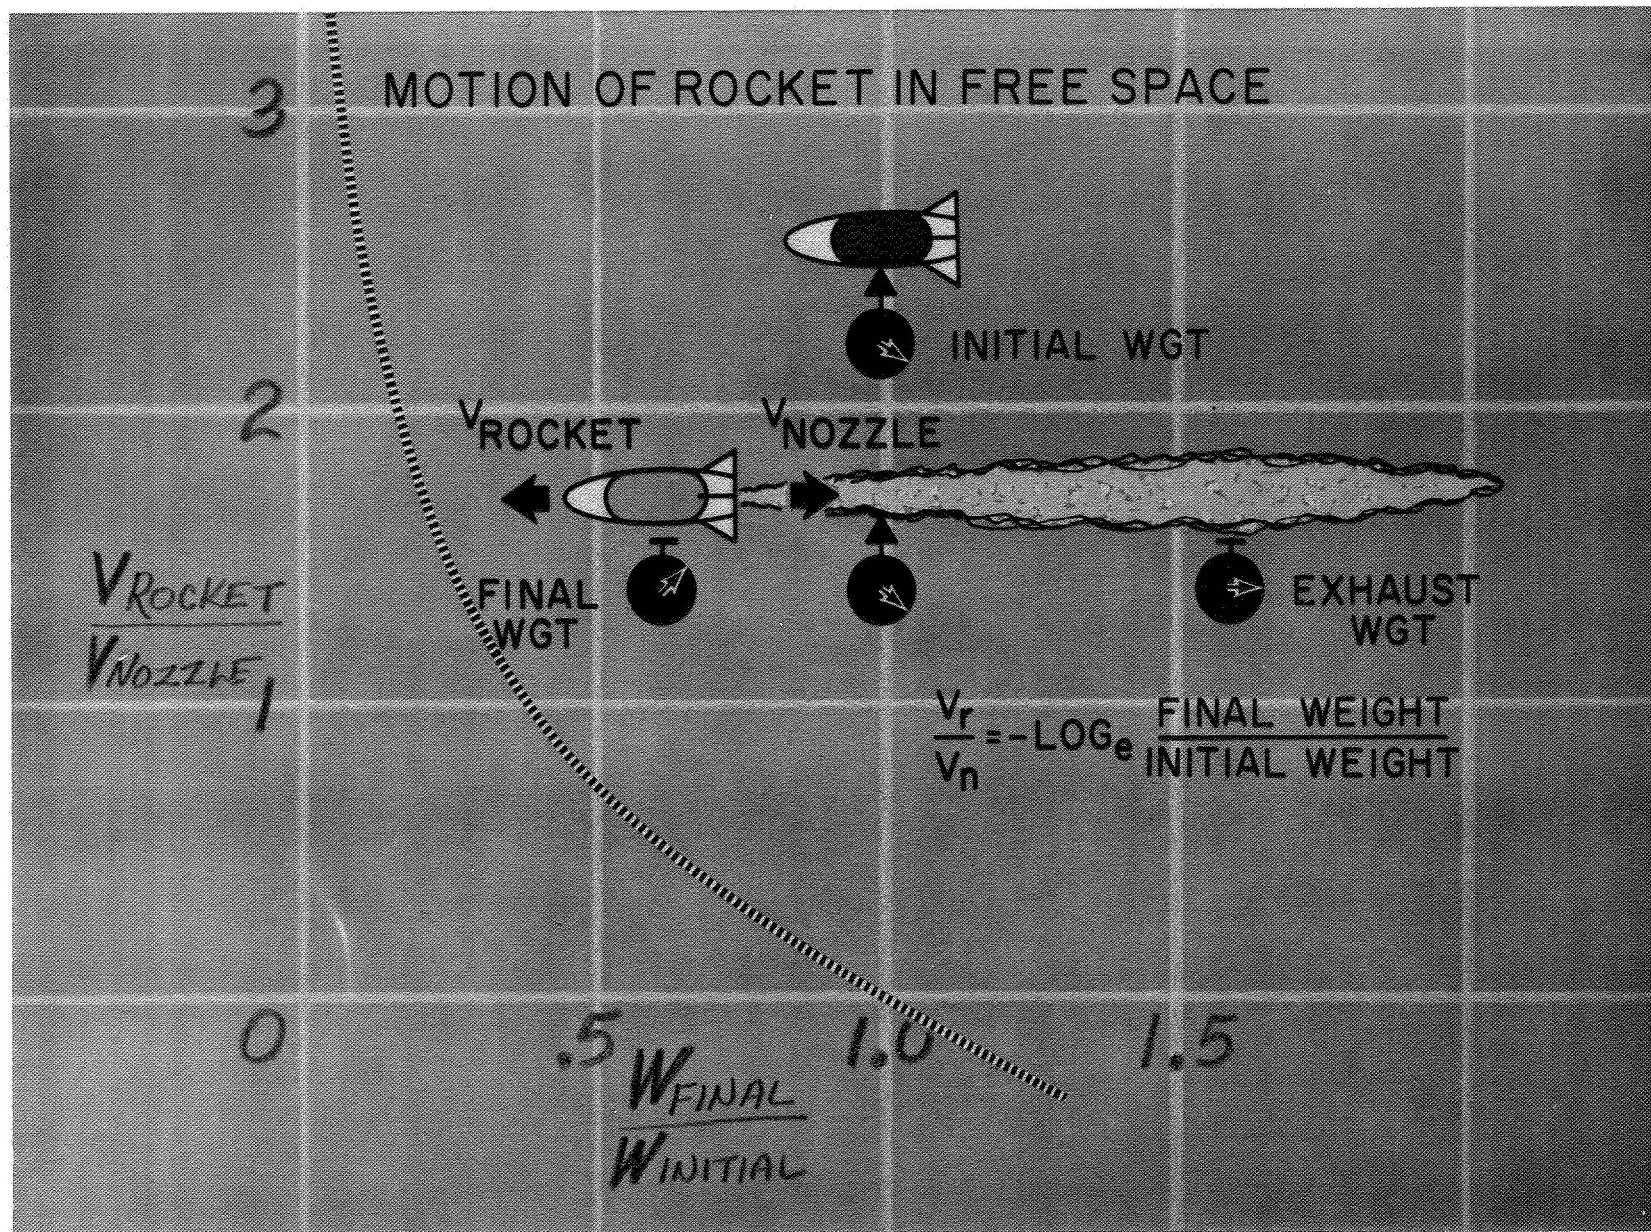 MOTION OF ROCKET IN FREE SPACE
3
INITIAL WGT
2
VROCKET
VNOZZLE
VROCKET
VNOZZLE
FINAL
WGT
EXHAUST
WGT
1
Vr
Vn
=-LOGe
FINAL WEIGHT
INITIAL WEIGHT
0
.5
1.0
1.5
WFINAL
WINITIAL